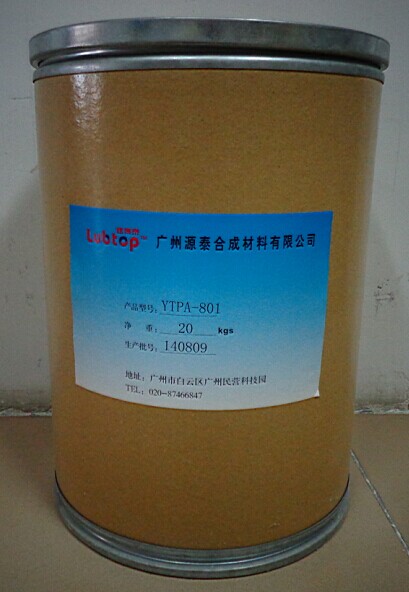 Lubtop™ 广州源泰合成材料有限公司
产品型号: YTPA-801
净 重: 20 kgs
生产批号: 140809
地址: 广州市白云区广州民营科技园
TEL: 020-87466847